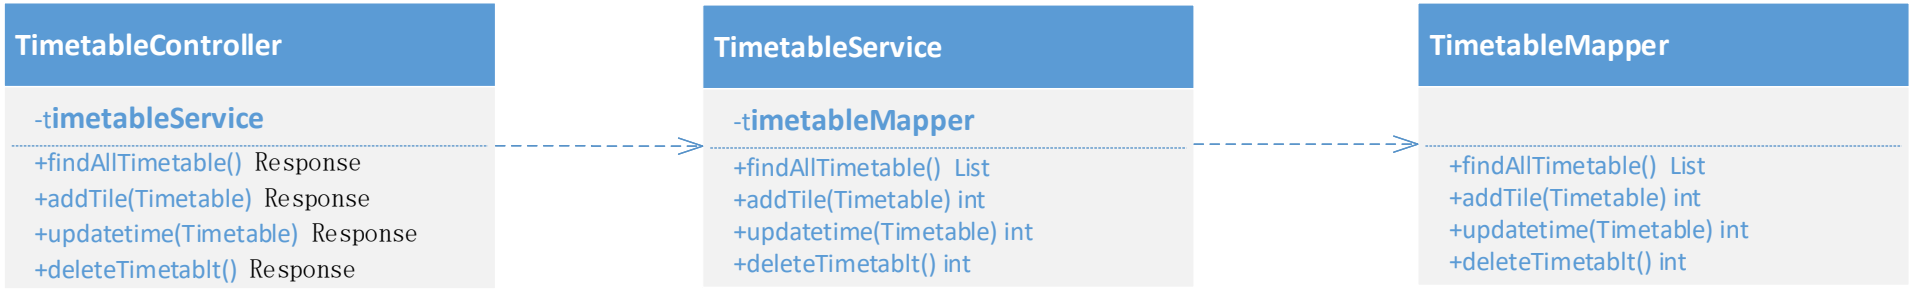 TimetableController
-timetableService
+findAllTimetable() Response
+addTile(Timetable) Response
+updatetime(Timetable) Response
+deleteTimetablt() Response
TimetableService
-timetableMapper
+findAllTimetable() List
+addTile(Timetable) int
+updatetime(Timetable) int
+deleteTimetablt() int
TimetableMapper
+findAllTimetable() List
+addTile(Timetable) int
+updatetime(Timetable) int
+deleteTimetablt() int